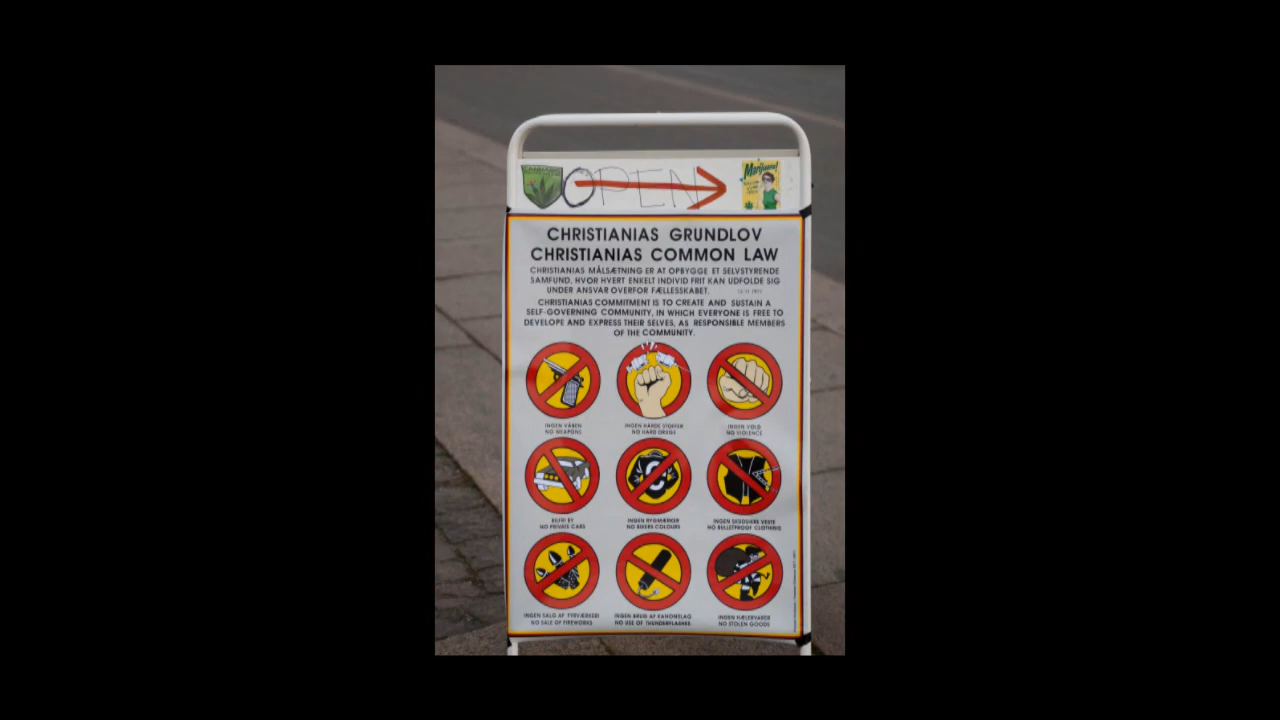 OPEN
Marijuana!
CHRISTIANIAS GRUNDLOV
CHRISTIANIAS COMMON LAW
CHRISTIANIAS MÅLSÆTNING ER AT OPBYGGE ET SELVSTYRENDE
SAMFUND, HVOR HVERT ENKELT INDIVID FRIT KAN UDFOLDE SIG
UNDER ANSVAR OVERFOR FÆLLESSKABET.
CHRISTIANIAS COMMITMENT IS TO CREATE AND SUSTAIN A
SELF-GOVERNING COMMUNITY, IN WHICH EVERYONE IS FREE TO
DEVELOPE AND EXPRESS THEIR SELVES, AS RESPONSIBLE MEMBERS
OF THE COMMUNITY.
INGEN VÅBEN
NO WEAPONS
INGEN HÅRDE STOFFER
NO HARD DRUGS
INGEN VOLD
NO VIOLENCE
BILFRI BY
NO PRIVATE CARS
INGEN RYGMÆRKER
NO BIKERS COLOURS
INGEN SKUDSIKRE VESTE
NO BULLETPROOF CLOTHING
INGEN SALG AF FYRVÆRKERI
NO SALE OF FIREWORKS
INGEN BRUG AF KANONSLAG
NO USE OF THUNDERFLASHES
INGEN HÆLERVARER
NO STOLEN GOODS